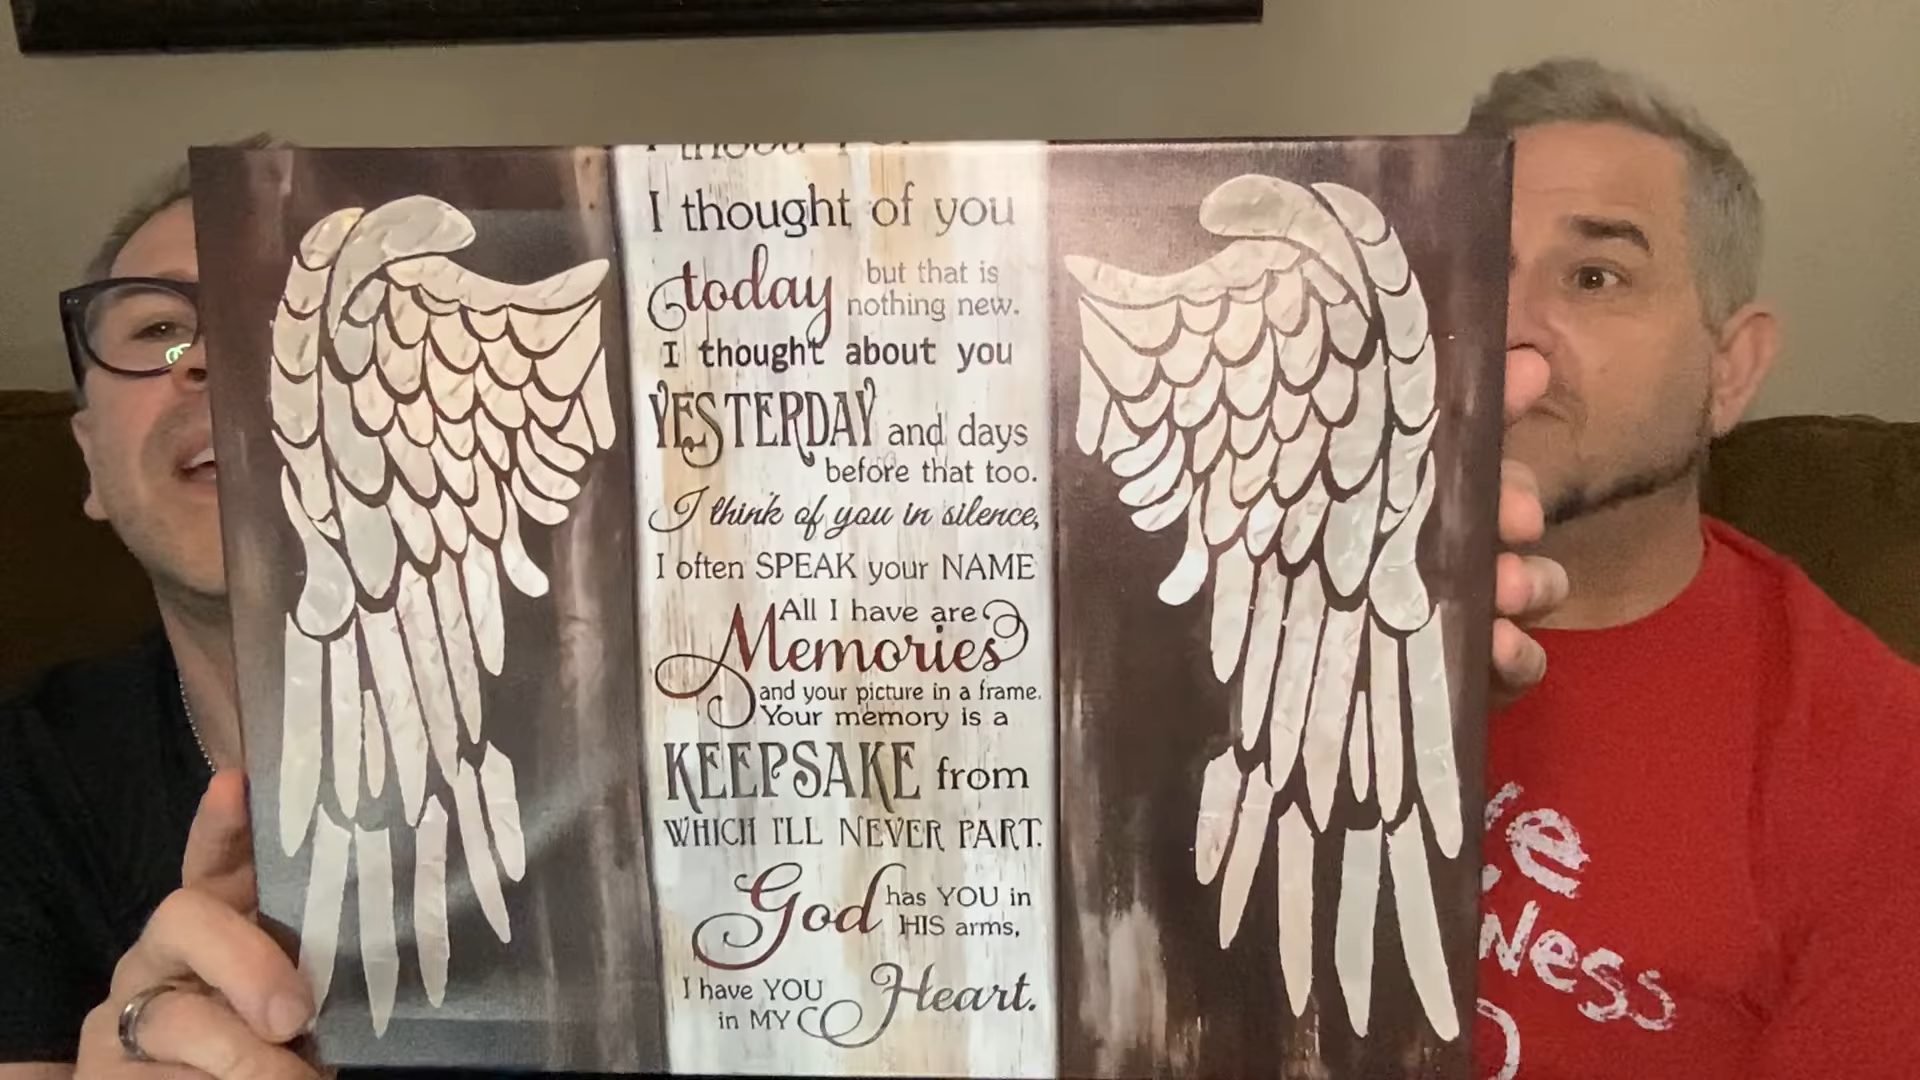 I thought of you
today but that is
nothing new.
I thought about you
YESTERDAY and days
before that too.
I think of you in silence,
I often SPEAK your NAME
All I have are
Memories
and your picture in a frame.
Your memory is a
KEEPSAKE from
WHICH I'LL NEVER PART.
God has YOU in
HIS arms,
I have YOU
in MY Heart.